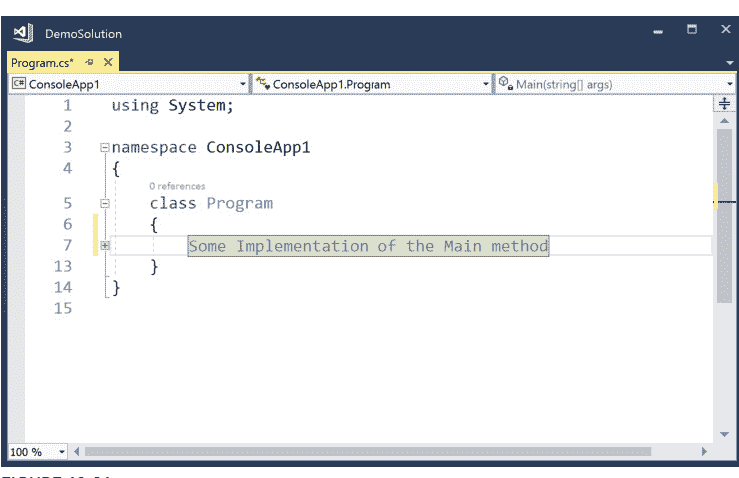 DemoSolution
Program.cs*
C# ConsoleApp1 ConsoleApp1.Program Main(string[] args)
1 using System;
2
3 namespace ConsoleApp1
4 {
0 references
5 class Program
6 {
7 Some Implementation of the Main method
13 }
14 }
15
100 %